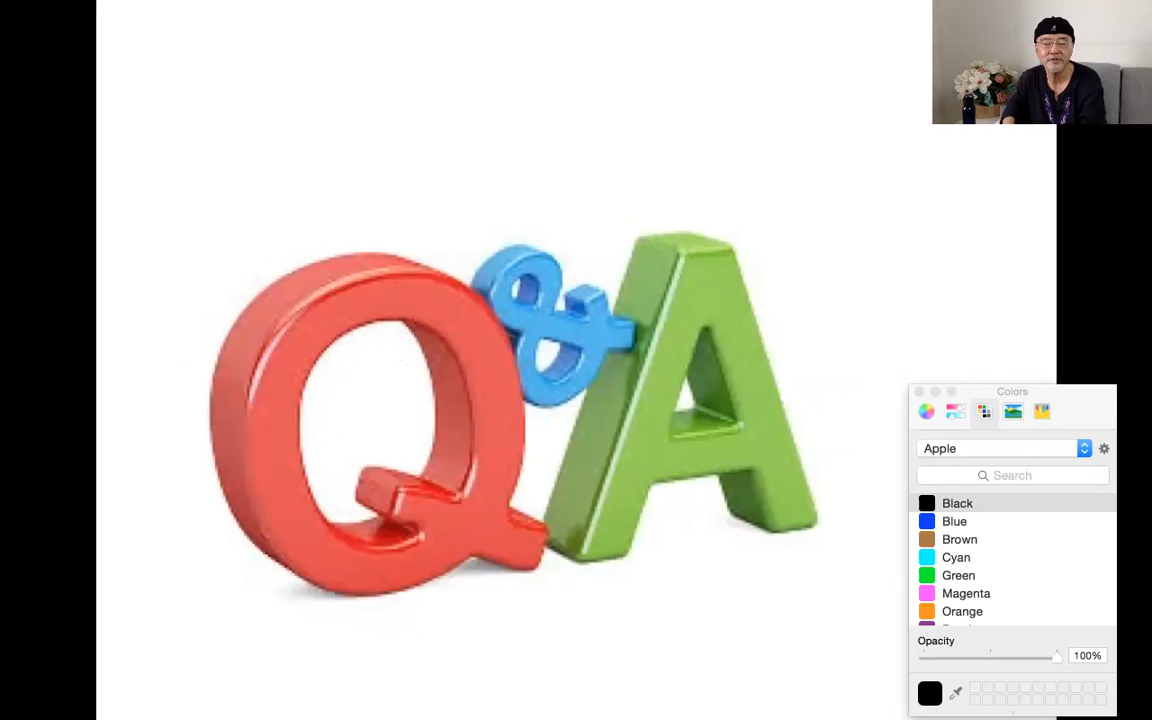 Q&A
Colors
Apple
Search
Black
Blue
Brown
Cyan
Green
Magenta
Orange
Opacity
100%